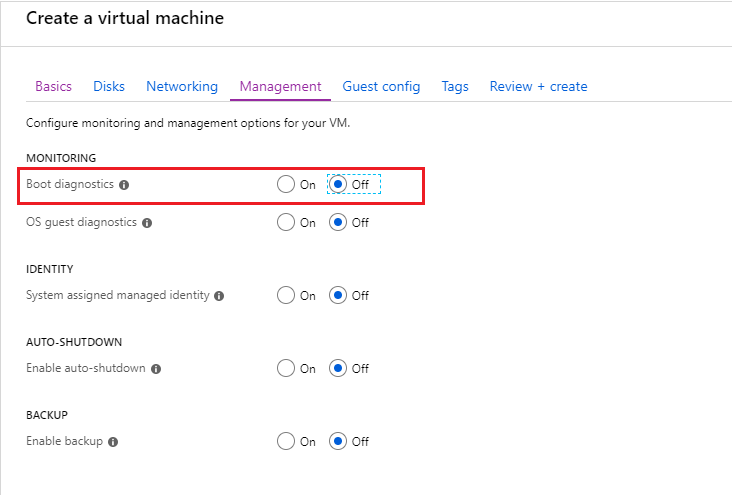 Create a virtual machine
Basics Disks Networking Management Guest config Tags Review + create
Configure monitoring and management options for your VM.
MONITORING
Boot diagnostics On Off
OS guest diagnostics On Off
IDENTITY
System assigned managed identity On Off
AUTO-SHUTDOWN
Enable auto-shutdown On Off
BACKUP
Enable backup On Off